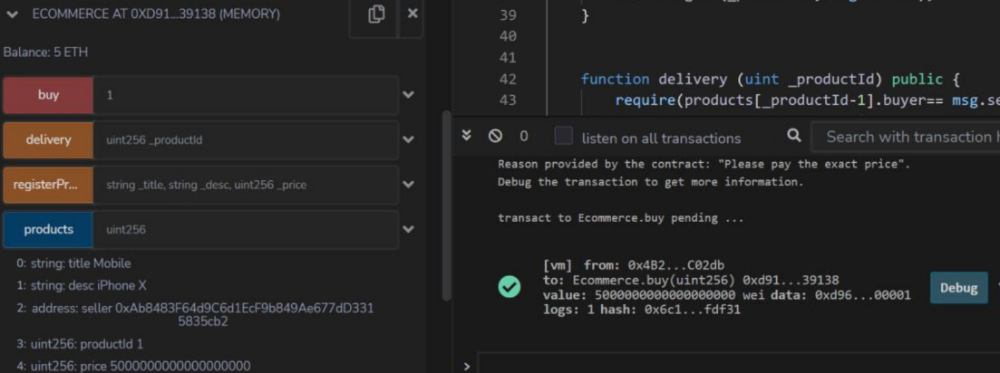 ECOMMERCE AT 0XD91...39138 (MEMORY)
Balance: 5 ETH
buy 1
delivery uint256 _productId
registerPr... string _title, string _desc, uint256 _price
products uint256
0: string: title Mobile
1: string: desc iPhone X
2: address: seller 0xAb8483F64d9C6d1EcF9b849Ae677dD331
5835cb2
3: uint256: productId 1
4: uint256: price 5000000000000000000
39 }
40
41
42 function delivery (uint _productId) public {
43 require(products[_productId-1].buyer== msg.se
0 listen on all transactions Search with transaction h
Reason provided by the contract: "Please pay the exact price".
Debug the transaction to get more information.
transact to Ecommerce.buy pending ...
[vm] from: 0x4B2...C02db
to: Ecommerce.buy(uint256) 0xd91...39138
value: 5000000000000000000 wei data: 0xd96...00001
logs: 1 hash: 0x6c1...fdf31
Debug
>